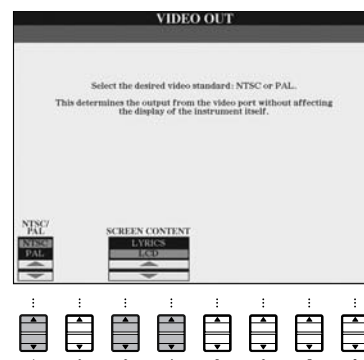 VIDEO OUT
Select the desired video standard: NTSC or PAL.
This determines the output from the video port without affecting
the display of the instrument itself.
NTSC/
PAL
SCREEN CONTENT
NTSC
LYRICS
PAL
LCD